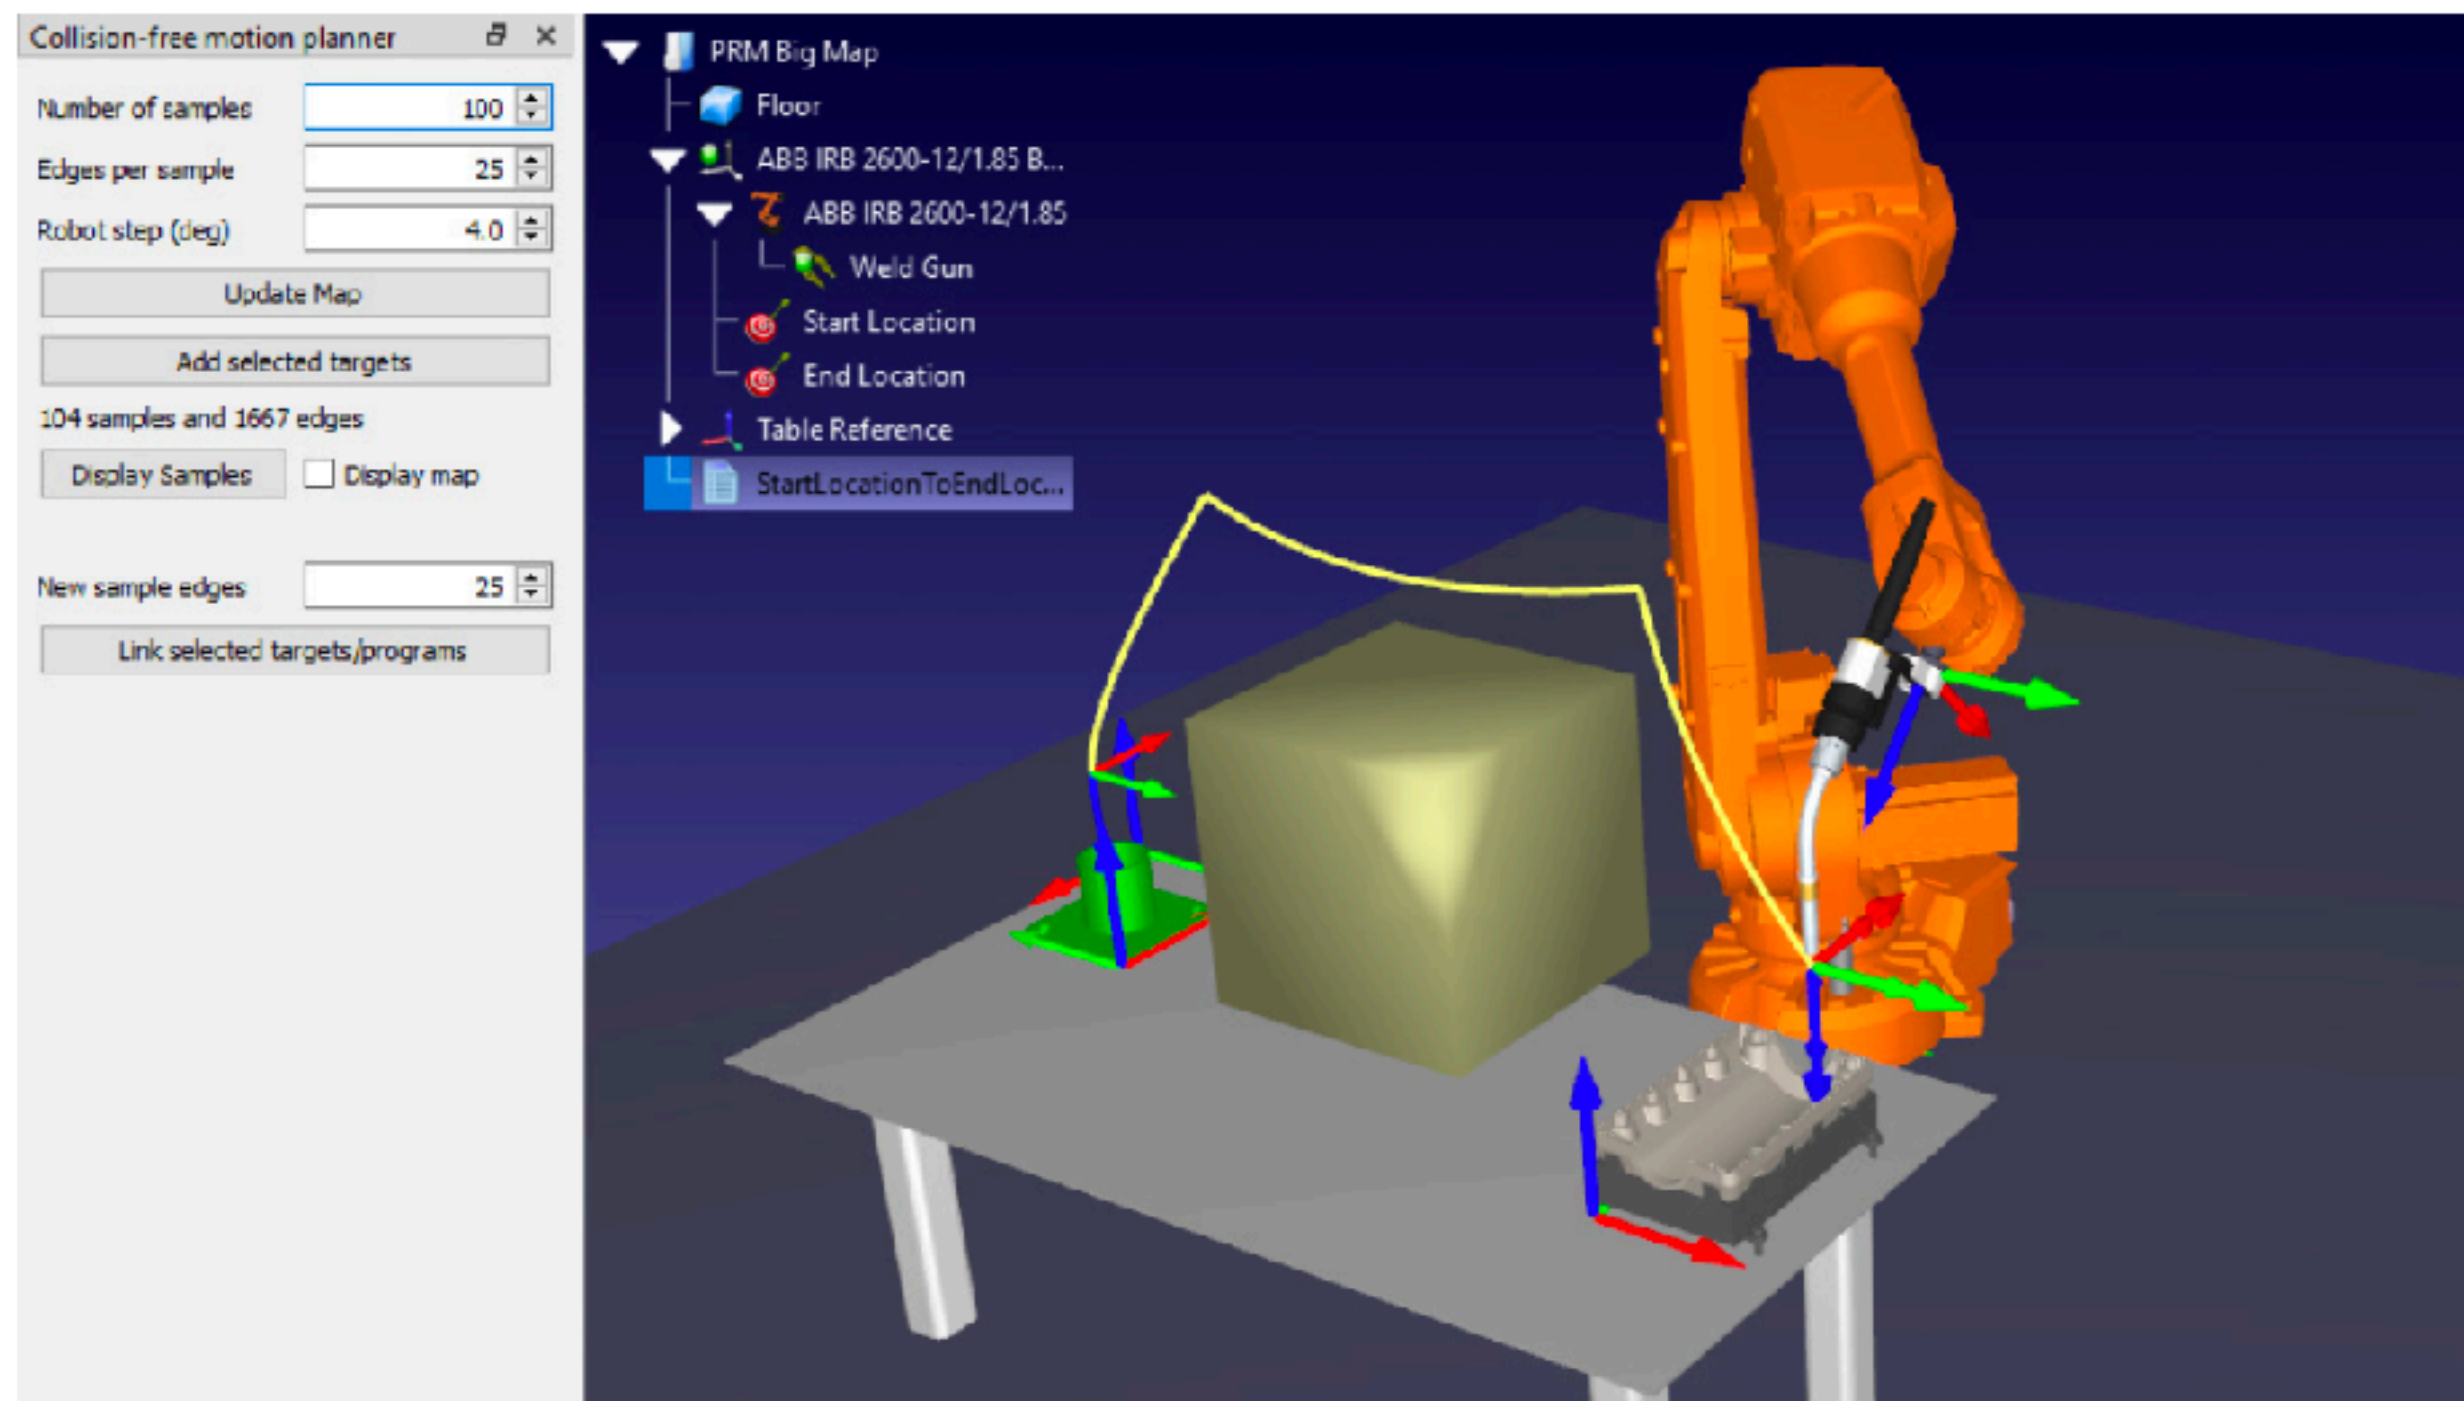 Collision-free motion planner
Number of samples 100
Edges per sample 25
Robot step (deg) 4.0
Update Map
Add selected targets
104 samples and 1667 edges
Display Samples Display map
New sample edges 25
Link selected targets/programs
PRM Big Map
Floor
ABB IRB 2600-12/1.85 B...
ABB IRB 2600-12/1.85
Weld Gun
Start Location
End Location
Table Reference
StartLocationToEndLoc...